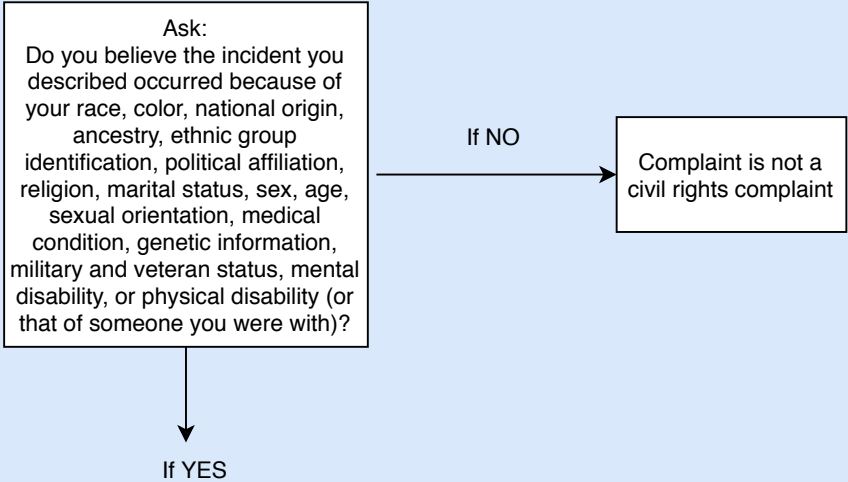 Ask:
Do you believe the incident you
described occurred because of
your race, color, national origin,
ancestry, ethnic group
identification, political affiliation,
religion, marital status, sex, age,
sexual orientation, medical
condition, genetic information,
military and veteran status, mental
disability, or physical disability (or
that of someone you were with)?
If NO
Complaint is not a
civil rights complaint
If YES